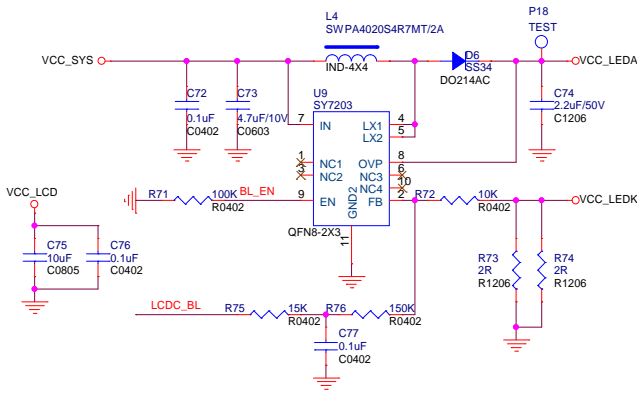 P18
TEST
L4
SWPA4020S4R7MT/2A
VCC_SYS
IND-4X4
D6
SS34
DO214AC
VCC_LEDA
C72
0.1uF
C0402
C73
4.7uF/10V
C0603
U9
SY7203
C74
2.2uF/50V
C1206
7
IN
LX1
4
LX2
5
1
NC1
3
NC2
OVP
8
NC3
6
NC4
10
9
EN
FB
2
GND2
11
QFN8-2X3
VCC_LCD
R71
100K
R0402
BL_EN
R72
10K
R0402
VCC_LEDK
C75
10uF
C0805
C76
0.1uF
C0402
R73
2R
R1206
R74
2R
R1206
LCDC_BL
R75
15K
R0402
R76
150K
R0402
C77
0.1uF
C0402